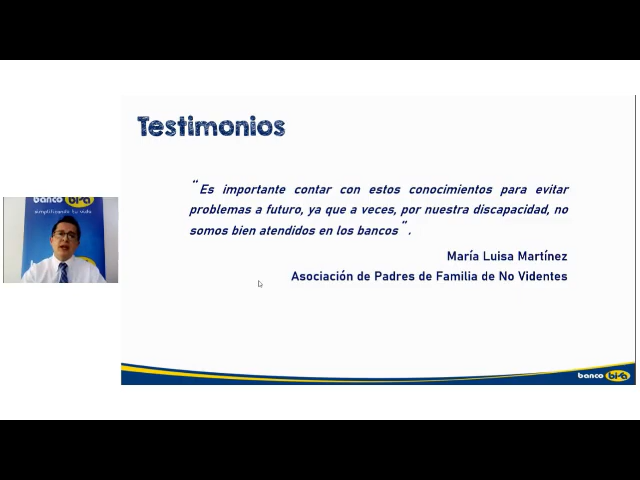 Testimonios
"Es importante contar con estos conocimientos para evitar
problemas a futuro, ya que a veces, por nuestra discapacidad, no
somos bien atendidos en los bancos".
María Luisa Martínez
Asociación de Padres de Familia de No Videntes
banco
simplificando tu vida
banco